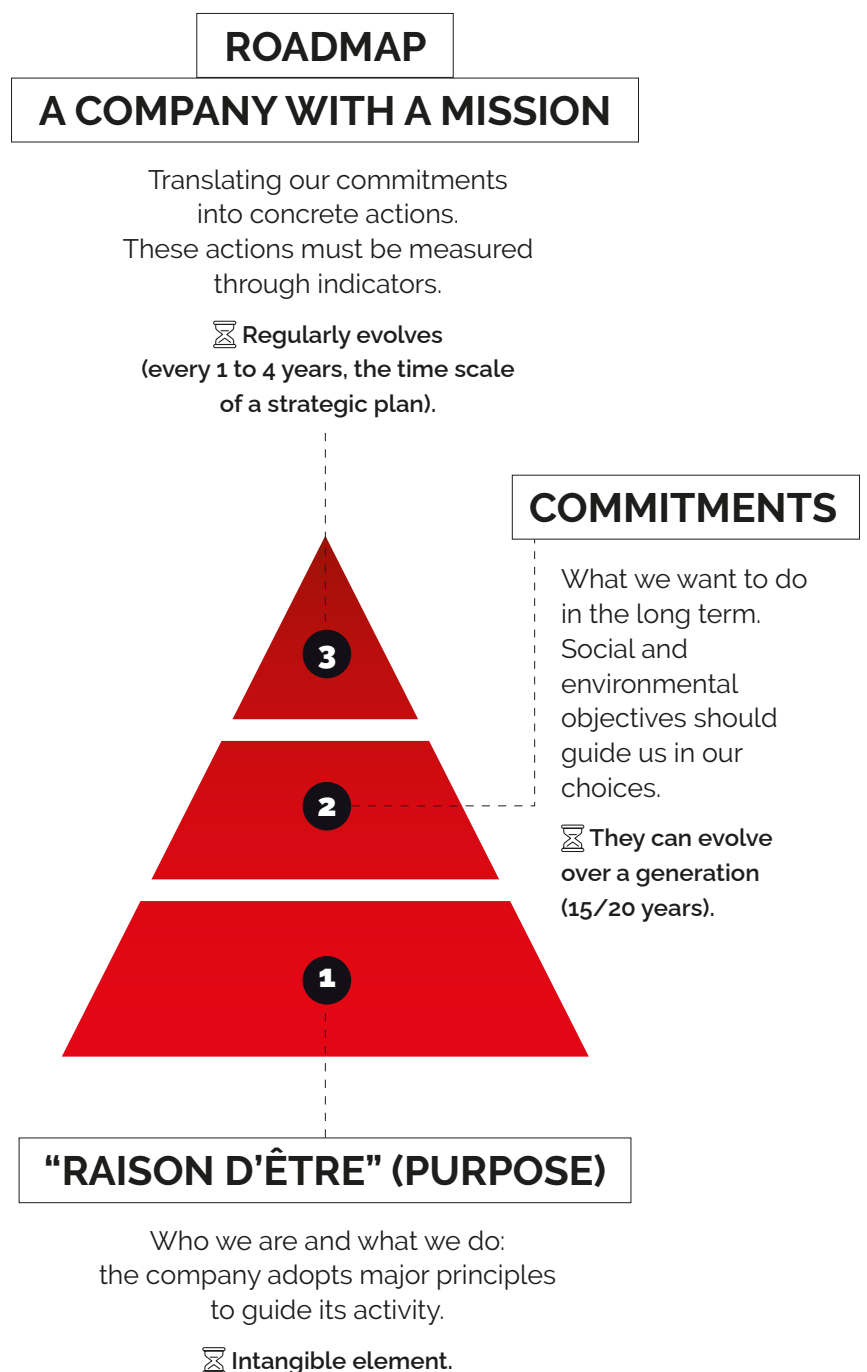 ROADMAP
A COMPANY WITH A MISSION
Translating our commitments
into concrete actions.
These actions must be measured
through indicators.
Regularly evolves
(every 1 to 4 years, the time scale
of a strategic plan).
COMMITMENTS
What we want to do
in the long term.
Social and
environmental
objectives should
guide us in our
choices.
They can evolve
over a generation
(15/20 years).
3
2
1
“RAISON D’ÊTRE” (PURPOSE)
Who we are and what we do:
the company adopts major principles
to guide its activity.
Intangible element.